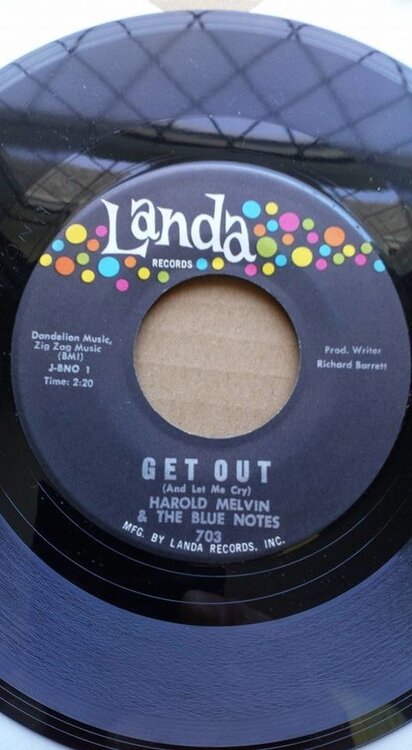 Landa
RECORDS
Dandelion Music,
Zig Zag Music
(BMI)
J-BNO 1
Time: 2:20
Prod. Writer
Richard Barrett
GET OUT
(And Let Me Cry)
HAROLD MELVIN
& THE BLUE NOTES
703
MFG. BY LANDA RECORDS, INC.